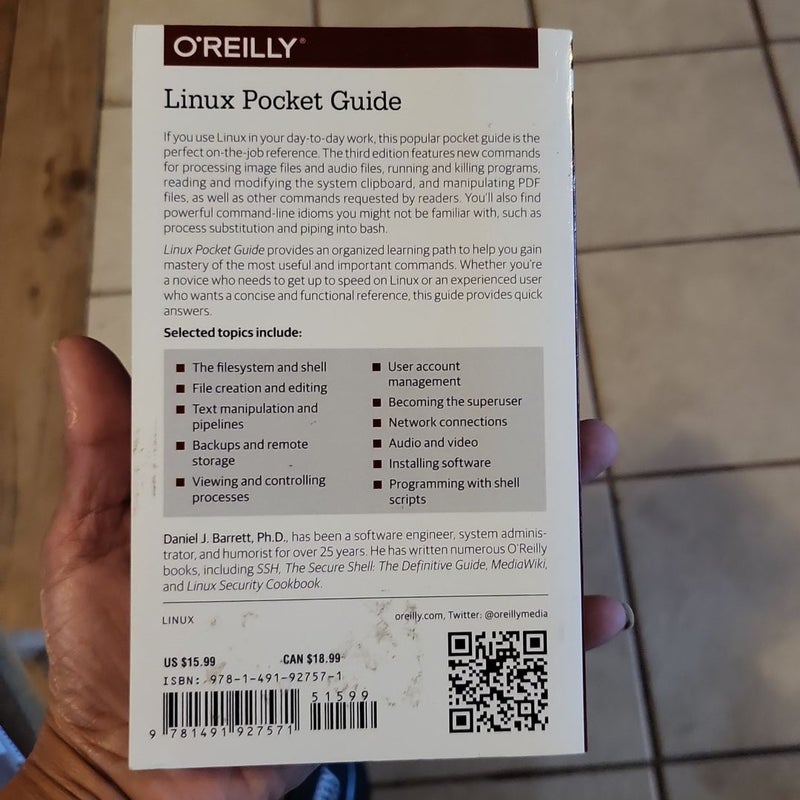 O'REILLY®
Linux Pocket Guide
If you use Linux in your day-to-day work, this popular pocket guide is the
perfect on-the-job reference. The third edition features new commands
for processing image files and audio files, running and killing programs,
reading and modifying the system clipboard, and manipulating PDF
files, as well as other commands requested by readers. You'll also find
powerful command-line idioms you might not be familiar with, such as
process substitution and piping into bash.
Linux Pocket Guide provides an organized learning path to help you gain
mastery of the most useful and important commands. Whether you're
a novice who needs to get up to speed on Linux or an experienced user
who wants a concise and functional reference, this guide provides quick
answers.
Selected topics include:
■ The filesystem and shell
■ File creation and editing
■ Text manipulation and
pipelines
■ Backups and remote
storage
■ Viewing and controlling
processes
■ User account
management
■ Becoming the superuser
■ Network connections
■ Audio and video
■ Installing software
■ Programming with shell
scripts
Daniel J. Barrett, Ph.D., has been a software engineer, system adminis-
trator, and humorist for over 25 years. He has written numerous O'Reilly
books, including SSH, The Secure Shell: The Definitive Guide, MediaWiki,
and Linux Security Cookbook.
LINUX
oreilly.com, Twitter: @oreillymedia
US $15.99 CAN $18.99
ISBN: 978-1-491-92757-1
51599
9 781491 927571